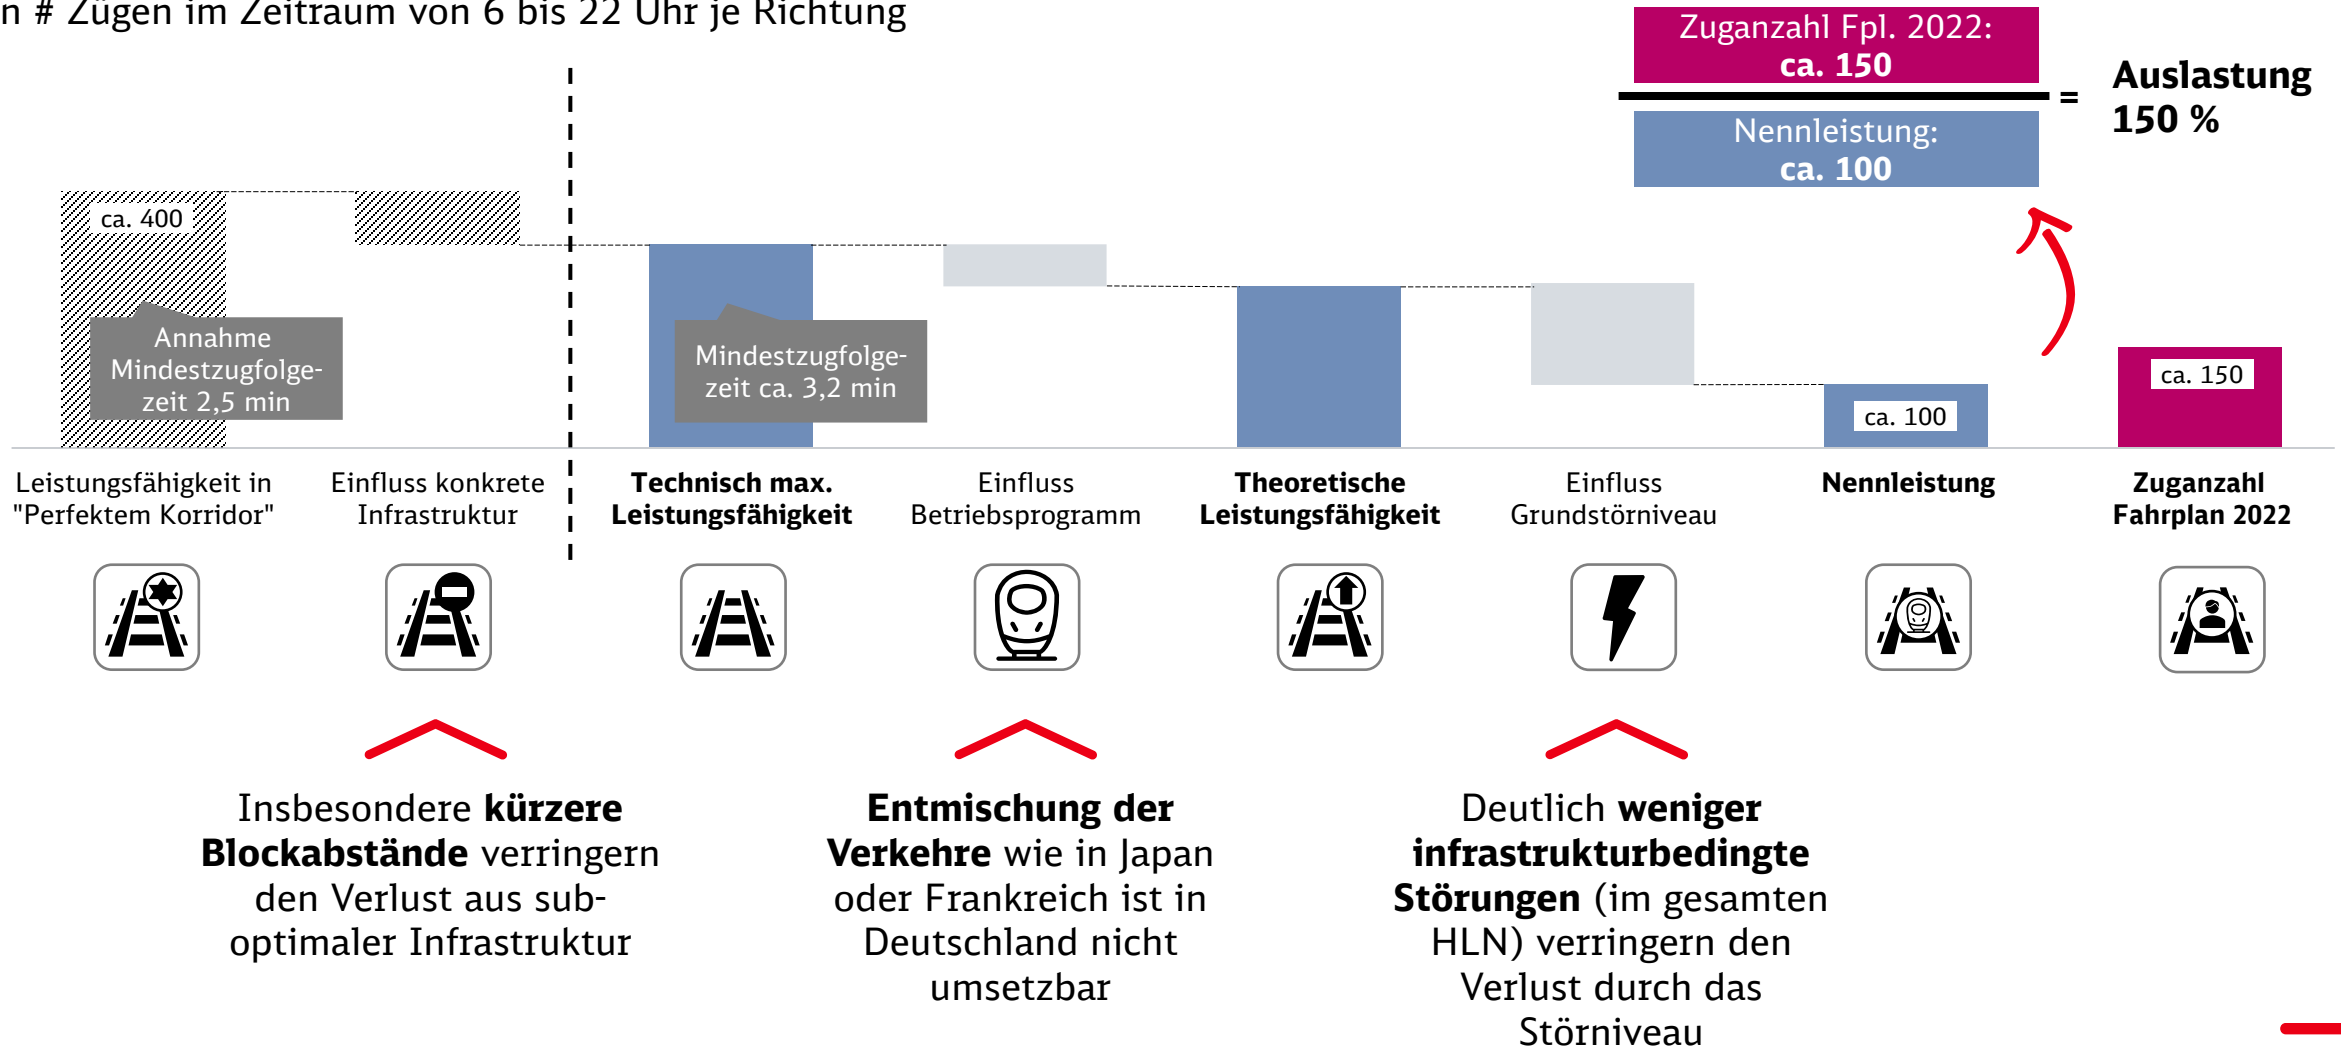 n # Zügen im Zeitraum von 6 bis 22 Uhr je Richtung
Zuganzahl Fpl. 2022:
ca. 150
Nennleistung:
ca. 100
=
Auslastung
150 %
ca. 400
Annahme
Mindestzugfolge-
zeit 2,5 min
Mindestzugfolge-
zeit ca. 3,2 min
ca. 100
ca. 150
Leistungsfähigkeit in
"Perfektem Korridor"
Einfluss konkrete
Infrastruktur
Technisch max.
Leistungsfähigkeit
Einfluss
Betriebsprogramm
Theoretische
Leistungsfähigkeit
Einfluss
Grundstörniveau
Nennleistung
Zuganzahl
Fahrplan 2022
Insbesondere kürzere
Blockabstände verringern
den Verlust aus sub-
optimaler Infrastruktur
Entmischung der
Verkehre wie in Japan
oder Frankreich ist in
Deutschland nicht
umsetzbar
Deutlich weniger
infrastrukturbedingte
Störungen (im gesamten
HLN) verringern den
Verlust durch das
Störniveau